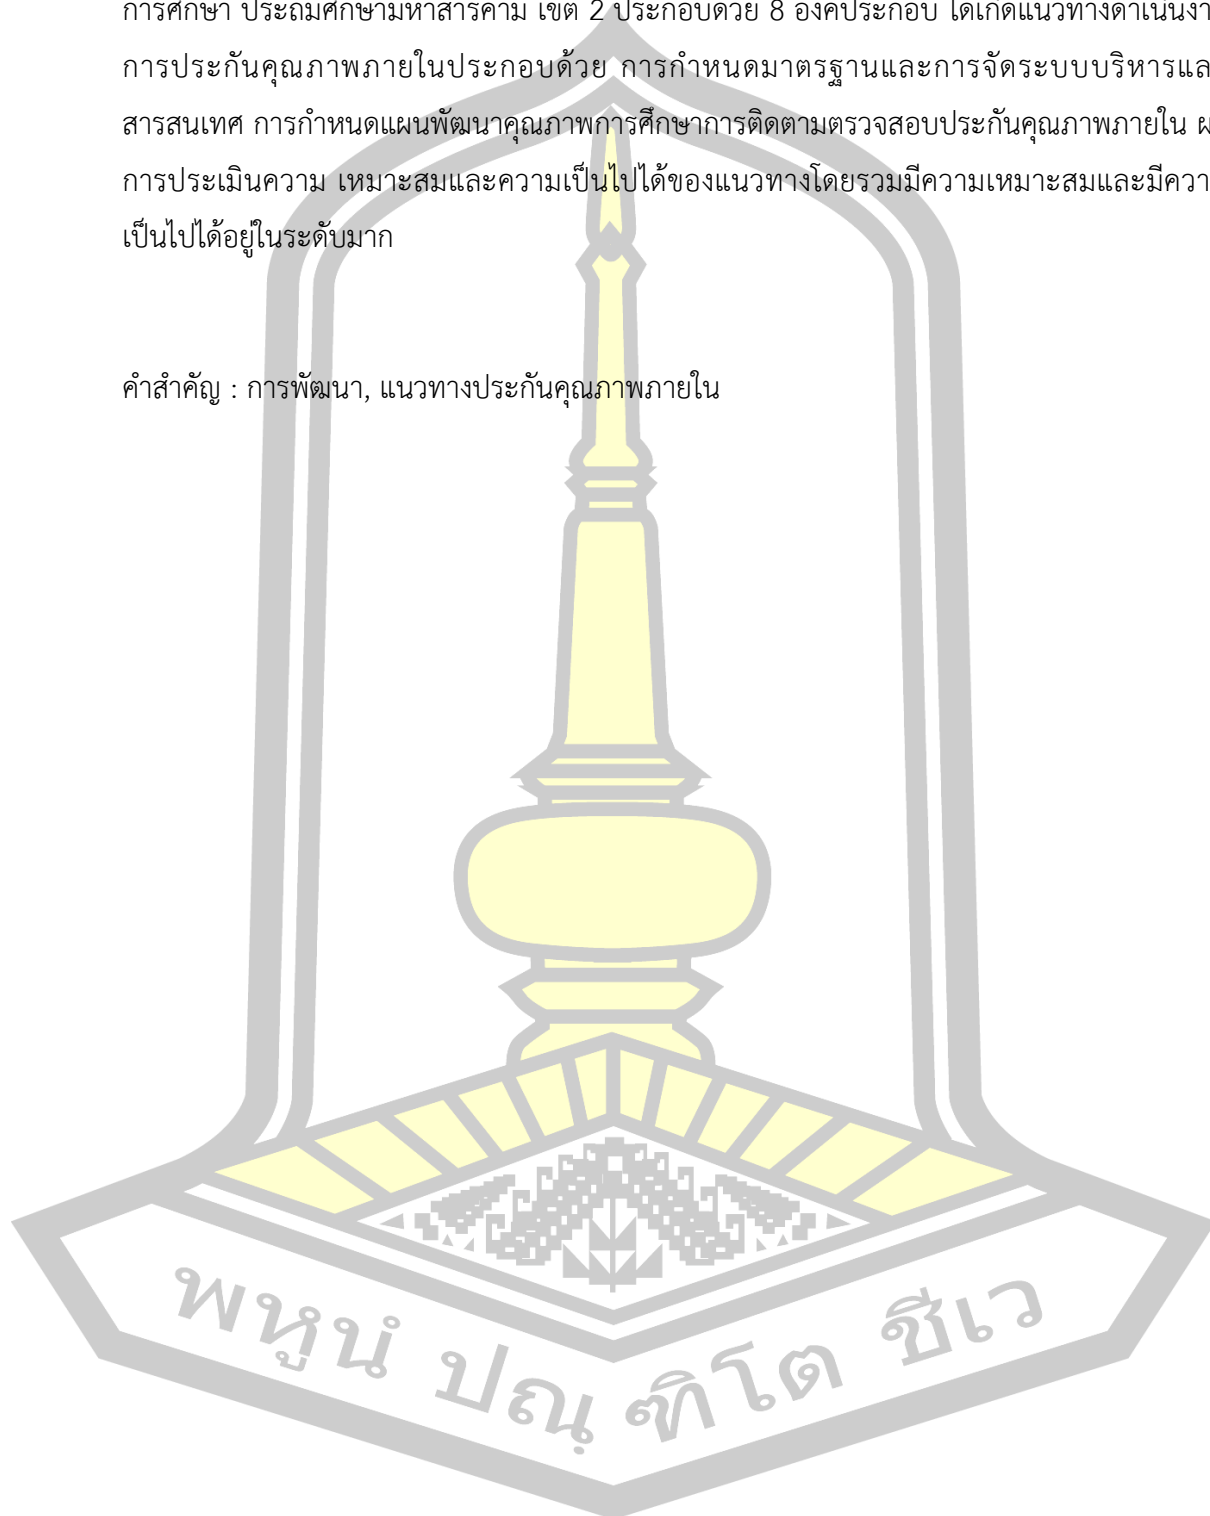 การศึกษา ประถมศึกษามหาสารคาม เขต 2 ประกอบด้วย 8 องค์ประกอบ ได้เกิดแนวทางดำเนินงา
การประกันคุณภาพภายในประกอบด้วย การกำหนดมาตรฐานและการจัดระบบบริหารแล
สารสนเทศ การกำหนดแผนพัฒนาคุณภาพการศึกษาการติดตามตรวจสอบประกันคุณภาพภายใน ผ
การประเมินความ เหมาะสมและความเป็นไปได้ของแนวทางโดยรวมมีความเหมาะสมและมีควา
เป็นไปได้อยู่ในระดับมาก
คำสำคัญ : การพัฒนา, แนวทางประกันคุณภาพภายใน
พหูนํ ปณฺฑิโต ชีเว